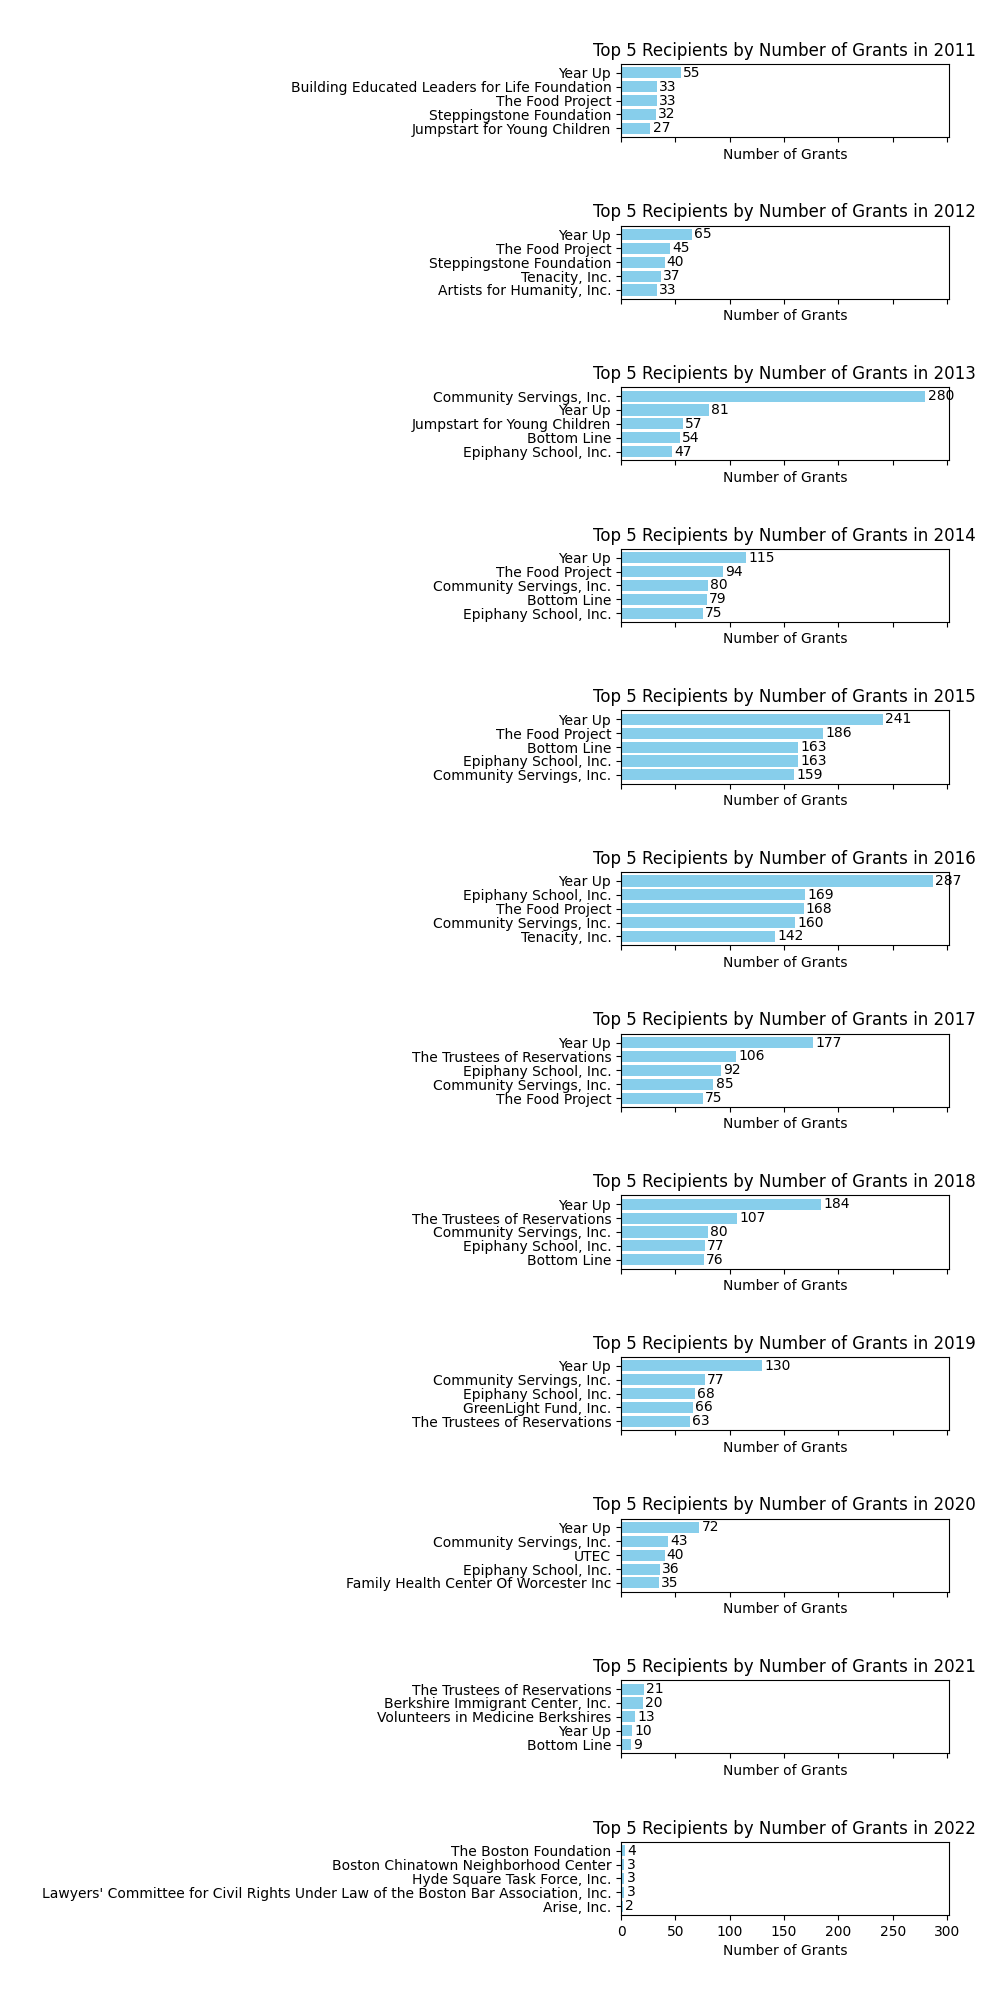 Top 5 Recipients by Number of Grants in 2011
Year Up 55
Building Educated Leaders for Life Foundation 33
The Food Project 33
Steppingstone Foundation 32
Jumpstart for Young Children 27
Number of Grants
Top 5 Recipients by Number of Grants in 2012
Year Up 65
The Food Project 45
Steppingstone Foundation 40
Tenacity, Inc. 37
Artists for Humanity, Inc. 33
Number of Grants
Top 5 Recipients by Number of Grants in 2013
Community Servings, Inc. 280
Year Up 81
Jumpstart for Young Children 57
Bottom Line 54
Epiphany School, Inc. 47
Number of Grants
Top 5 Recipients by Number of Grants in 2014
Year Up 115
The Food Project 94
Community Servings, Inc. 80
Bottom Line 79
Epiphany School, Inc. 75
Number of Grants
Top 5 Recipients by Number of Grants in 2015
Year Up 241
The Food Project 186
Bottom Line 163
Epiphany School, Inc. 163
Community Servings, Inc. 159
Number of Grants
Top 5 Recipients by Number of Grants in 2016
Year Up 287
Epiphany School, Inc. 169
The Food Project 168
Community Servings, Inc. 160
Tenacity, Inc. 142
Number of Grants
Top 5 Recipients by Number of Grants in 2017
Year Up 177
The Trustees of Reservations 106
Epiphany School, Inc. 92
Community Servings, Inc. 85
The Food Project 75
Number of Grants
Top 5 Recipients by Number of Grants in 2018
Year Up 184
The Trustees of Reservations 107
Community Servings, Inc. 80
Epiphany School, Inc. 77
Bottom Line 76
Number of Grants
Top 5 Recipients by Number of Grants in 2019
Year Up 130
Community Servings, Inc. 77
Epiphany School, Inc. 68
GreenLight Fund, Inc. 66
The Trustees of Reservations 63
Number of Grants
Top 5 Recipients by Number of Grants in 2020
Year Up 72
Community Servings, Inc. 43
UTEC 40
Epiphany School, Inc. 36
Family Health Center Of Worcester Inc 35
Number of Grants
Top 5 Recipients by Number of Grants in 2021
The Trustees of Reservations 21
Berkshire Immigrant Center, Inc. 20
Volunteers in Medicine Berkshires 13
Year Up 10
Bottom Line 9
Number of Grants
Top 5 Recipients by Number of Grants in 2022
The Boston Foundation 4
Boston Chinatown Neighborhood Center 3
Hyde Square Task Force, Inc. 3
Lawyers' Committee for Civil Rights Under Law of the Boston Bar Association, Inc. 3
Arise, Inc. 2
0 50 100 150 200 250 300
Number of Grants